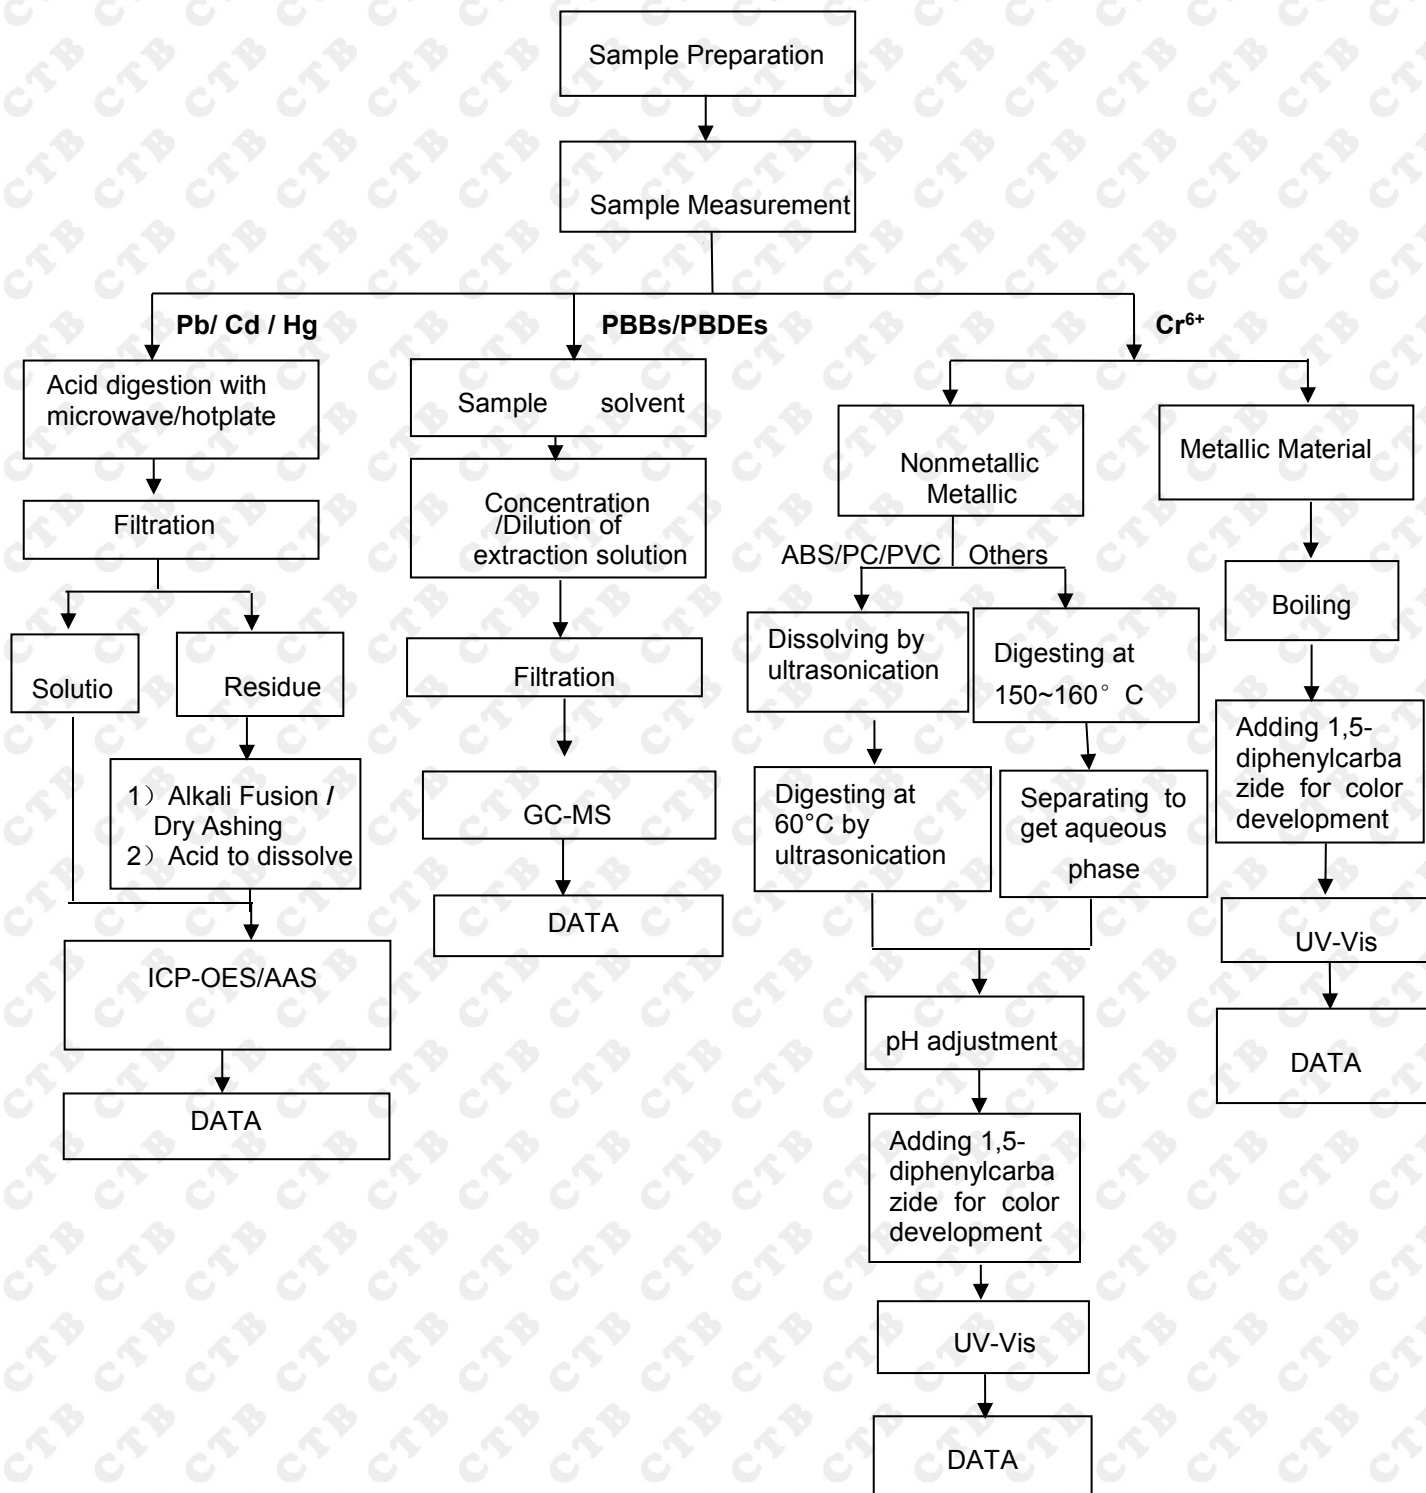 Sample Preparation
Sample Measurement
Pb/ Cd / Hg
PBBs/PBDEs
Cr⁶⁺
Acid digestion with
microwave/hotplate
Filtration
Solutio
Residue
1）Alkali Fusion /
Dry Ashing
2）Acid to dissolve
ICP-OES/AAS
DATA
Sample solvent
Concentration
/Dilution of
extraction solution
Filtration
GC-MS
DATA
Nonmetallic
Metallic
ABS/PC/PVC
Others
Dissolving by
ultrasonication
Digesting at
60°C by
ultrasonication
Digesting at
150~160° C
Separating to
get aqueous
phase
pH adjustment
Adding 1,5-
diphenylcarba
zide for color
development
UV-Vis
DATA
Metallic Material
Boiling
Adding 1,5-
diphenylcarba
zide for color
development
UV-Vis
DATA
CTB